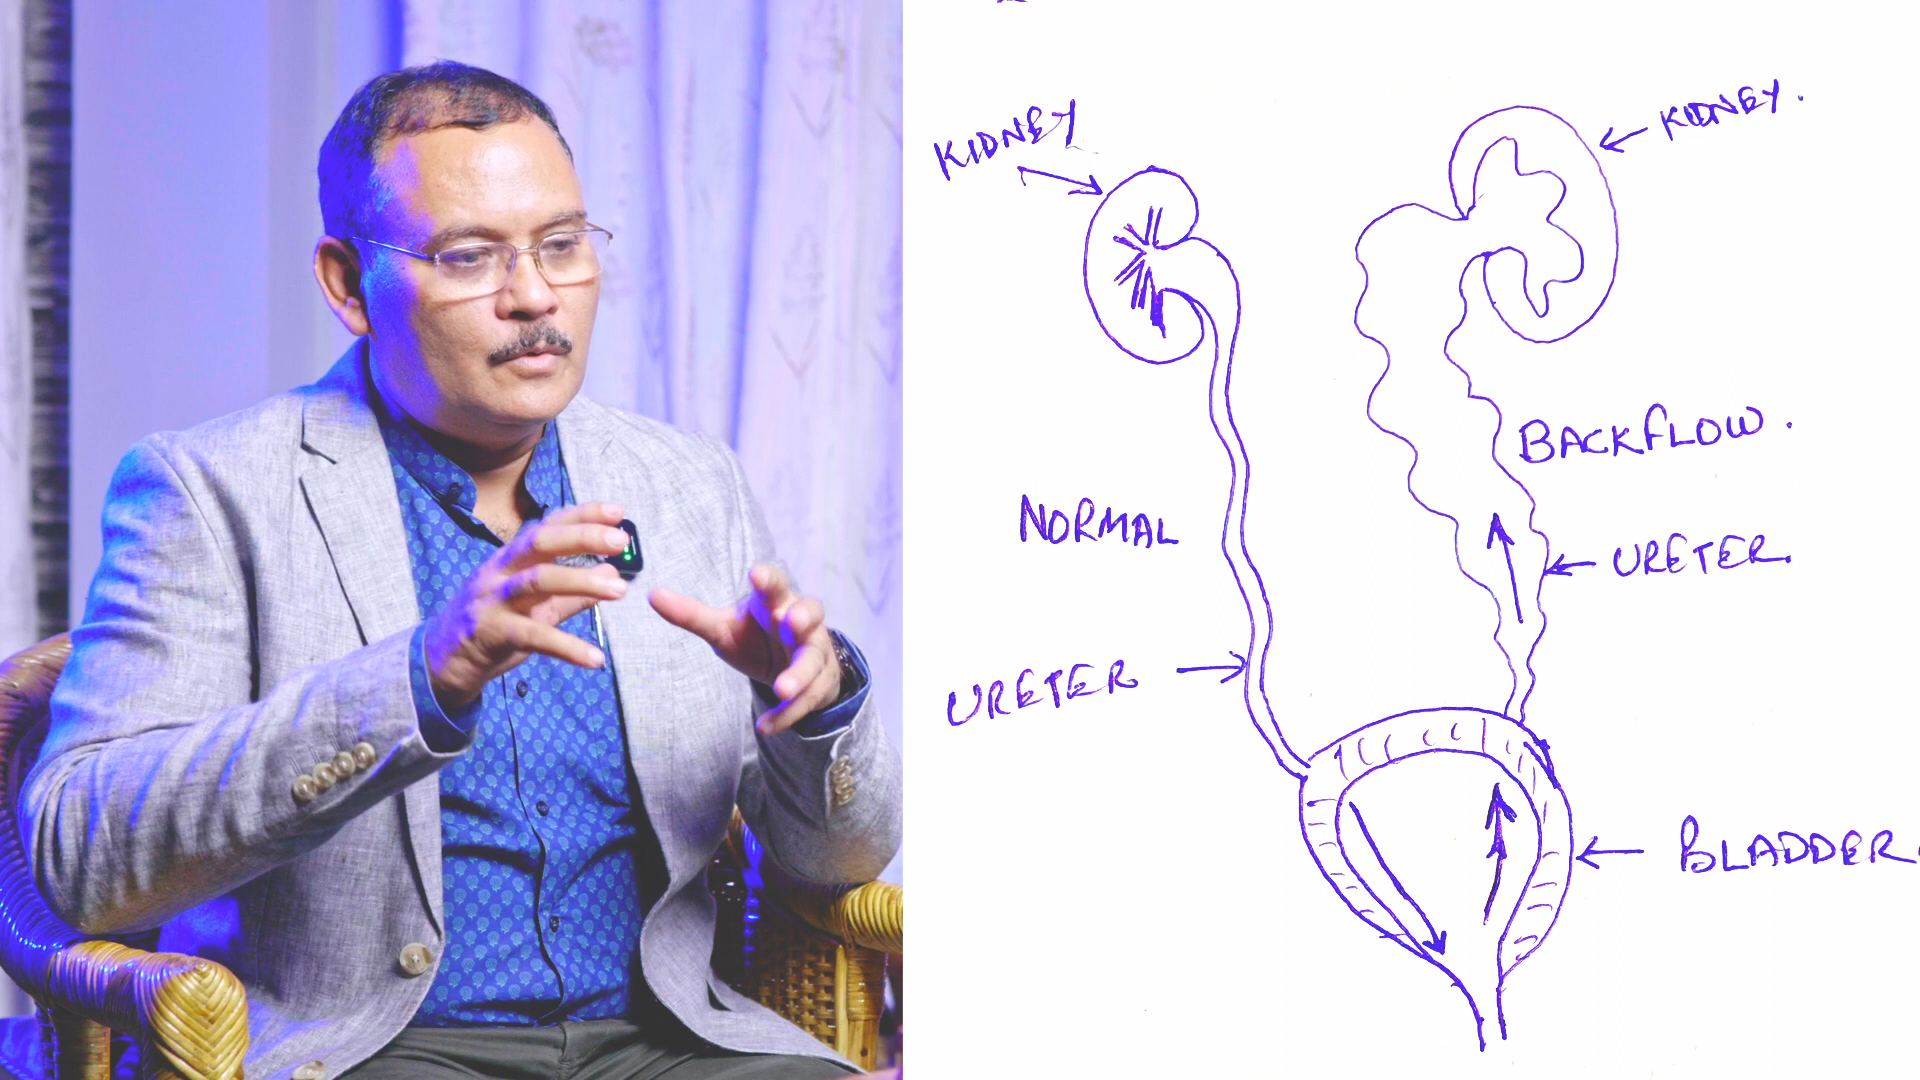 KIDNEY
KIDNEY.
BACKFLOW.
NORMAL
URETER.
URETER
BLADDER.